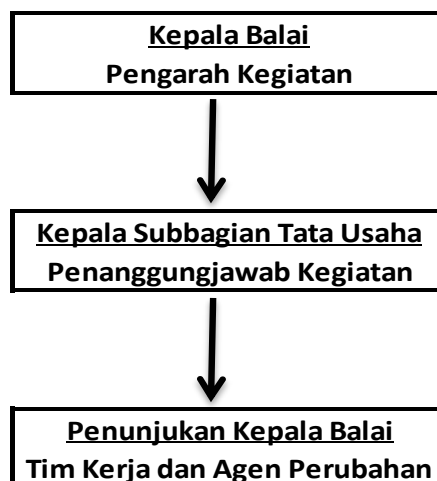 Kepala Balai
Pengarah Kegiatan
Kepala Subbagian Tata Usaha
Penanggungjawab Kegiatan
Penunjukan Kepala Balai
Tim Kerja dan Agen Perubahan